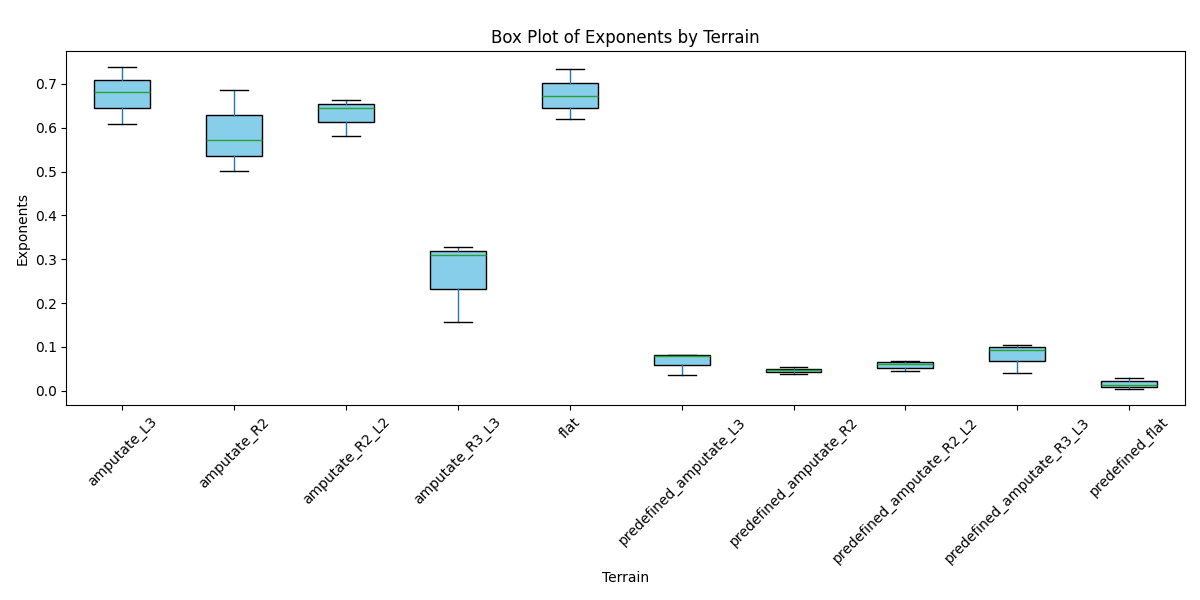 Box Plot of Exponents by Terrain
Exponents
0.7
0.6
0.5
0.4
0.3
0.2
0.1
0.0
amputate_L3
amputate_R2
amputate_R2_L2
amputate_R3_L3
flat
predefined_amputate_L3
predefined_amputate_R2
predefined_amputate_R2_L2
predefined_amputate_R3_L3
predefined_flat
Terrain